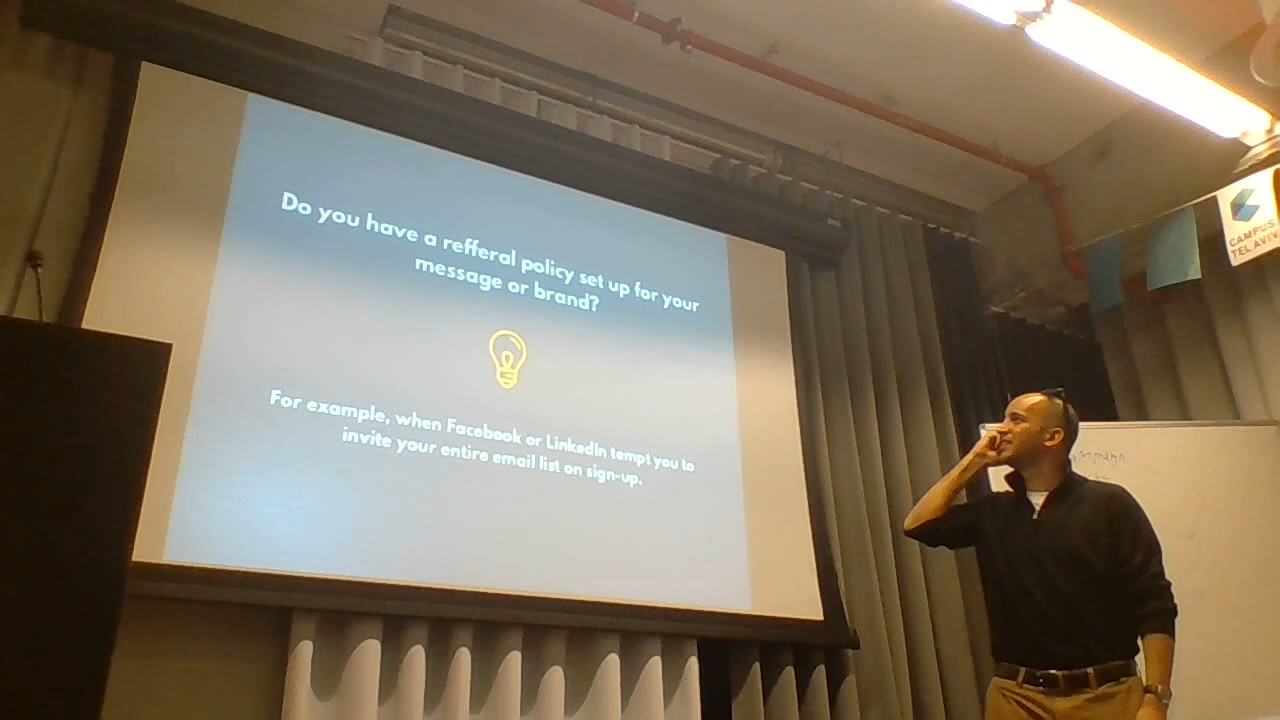 Do you have a refferal policy set up for your
message or brand?
For example, when Facebook or LinkedIn tempt you to
invite your entire email list on sign-up.
CAMPUS
TEL AVIV